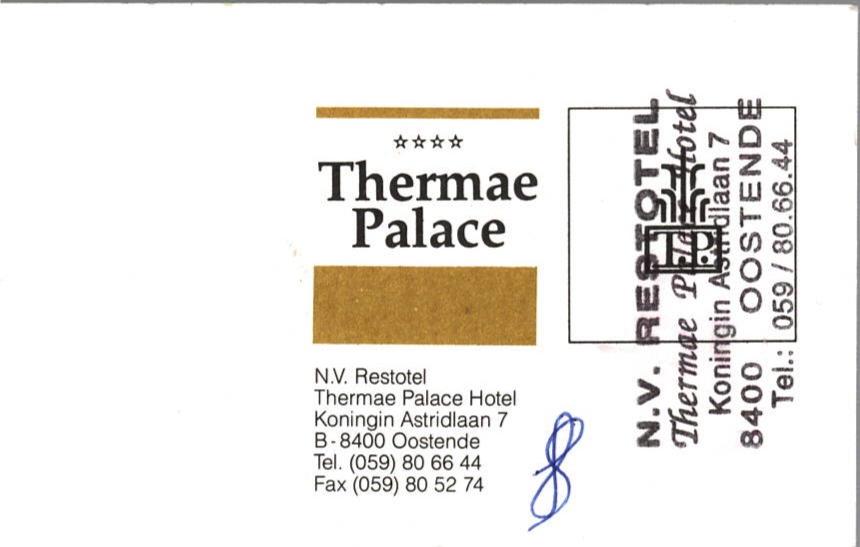 ☆☆☆☆
Thermae
Palace
N.V. Restotel
Thermae Palace Hotel
Koningin Astridlaan 7
B-8400 Oostende
Tel. (059) 80 66 44
Fax (059) 80 52 74
T.P.
N.V. RESTOTEL
Thermae Palace Hotel
Koningin Astridlaan 7
8400 OOSTENDE
Tel.: 059/80.66.44